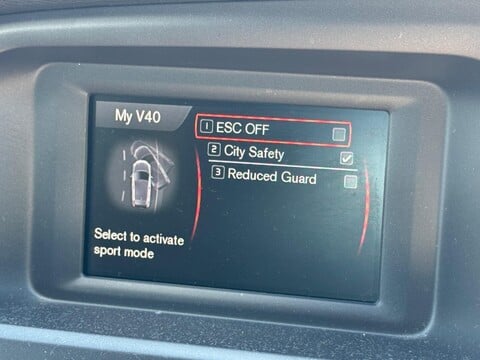 My V40
1 ESC OFF
2 City Safety
3 Reduced Guard
Select to activate
sport mode